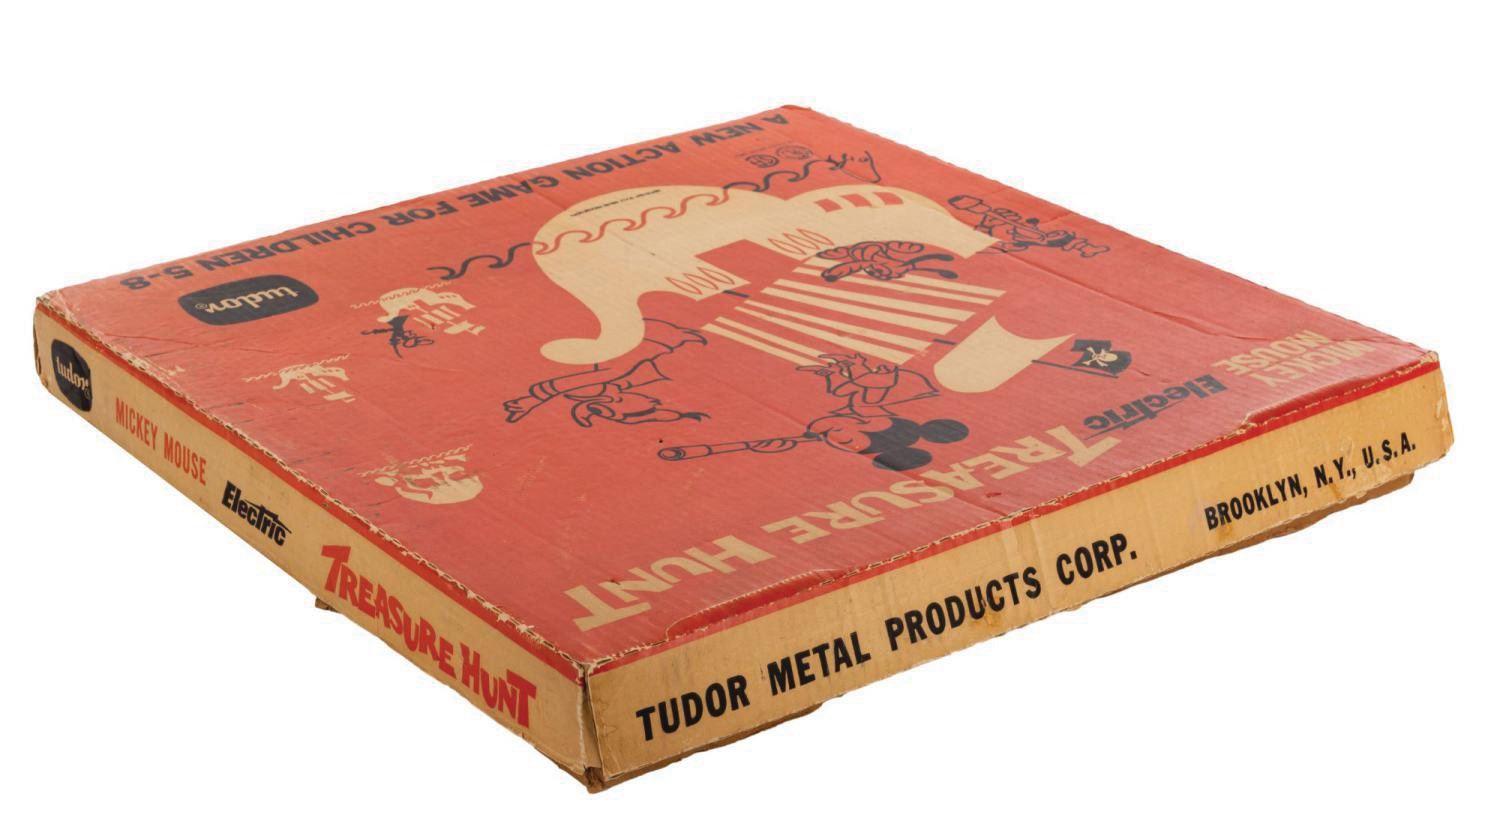 MICKEY
MOUSE
Electric
TREASURE HUNT
tudor®
A NEW ACTION GAME FOR CHILDREN 5-8
tudor
MICKEY MOUSE Electric TREASURE HUNT
TUDOR METAL PRODUCTS CORP. BROOKLYN, N.Y., U.S.A.